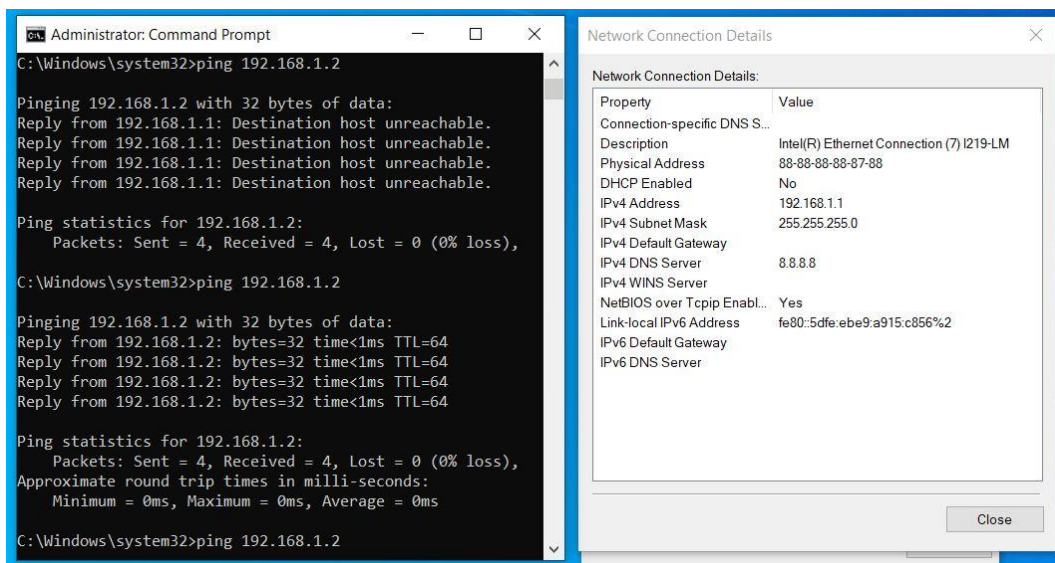 Administrator: Command Prompt
C:\Windows\system32>ping 192.168.1.2
Pinging 192.168.1.2 with 32 bytes of data:
Reply from 192.168.1.1: Destination host unreachable.
Reply from 192.168.1.1: Destination host unreachable.
Reply from 192.168.1.1: Destination host unreachable.
Reply from 192.168.1.1: Destination host unreachable.
Ping statistics for 192.168.1.2:
Packets: Sent = 4, Received = 4, Lost = 0 (0% loss),
C:\Windows\system32>ping 192.168.1.2
Pinging 192.168.1.2 with 32 bytes of data:
Reply from 192.168.1.2: bytes=32 time<1ms TTL=64
Reply from 192.168.1.2: bytes=32 time<1ms TTL=64
Reply from 192.168.1.2: bytes=32 time<1ms TTL=64
Reply from 192.168.1.2: bytes=32 time<1ms TTL=64
Ping statistics for 192.168.1.2:
Packets: Sent = 4, Received = 4, Lost = 0 (0% loss),
Approximate round trip times in milli-seconds:
Minimum = 0ms, Maximum = 0ms, Average = 0ms
C:\Windows\system32>ping 192.168.1.2
Network Connection Details
Network Connection Details:
Property Value
Connection-specific DNS S...
Description Intel(R) Ethernet Connection (7) I219-LM
Physical Address 88-88-88-88-87-88
DHCP Enabled No
IPv4 Address 192.168.1.1
IPv4 Subnet Mask 255.255.255.0
IPv4 Default Gateway
IPv4 DNS Server 8.8.8.8
IPv4 WINS Server
NetBIOS over Tcpip Enabl... Yes
Link-local IPv6 Address fe80::5dfe:ebe9:a915:c856%2
IPv6 Default Gateway
IPv6 DNS Server
Close